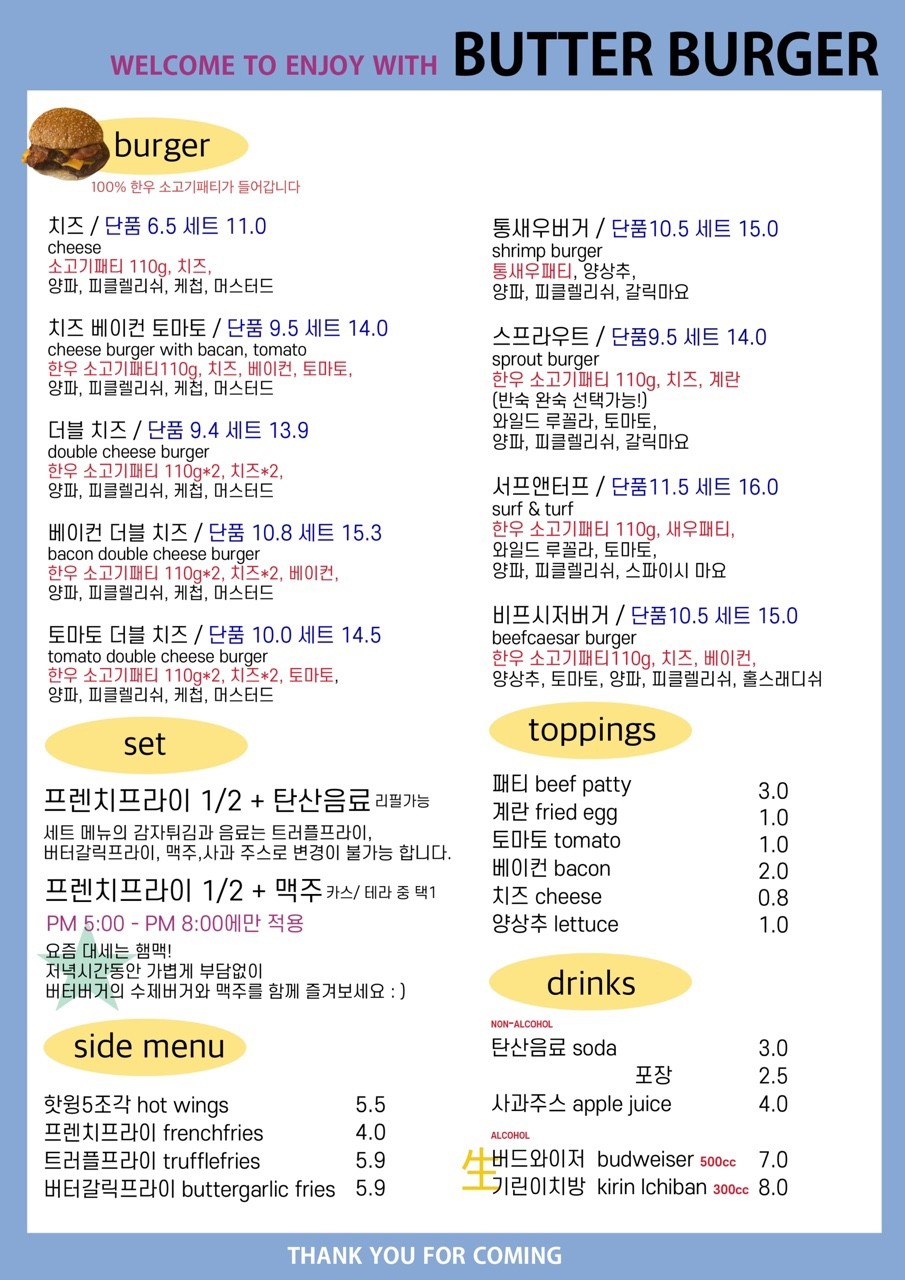 WELCOME TO ENJOY WITH BUTTER BURGER
burger
100% 한우 소고기패티가 들어갑니다
치즈 / 단품 6.5 세트 11.0
cheese
소고기패티 110g, 치즈,
양파, 피클렐리쉬, 케첩, 머스터드
치즈 베이컨 토마토 / 단품 9.5 세트 14.0
cheese burger with bacan, tomato
한우 소고기패티110g, 치즈, 베이컨, 토마토,
양파, 피클렐리쉬, 케첩, 머스터드
더블 치즈 / 단품 9.4 세트 13.9
double cheese burger
한우 소고기패티 110g*2, 치즈*2,
양파, 피클렐리쉬, 케첩, 머스터드
베이컨 더블 치즈 / 단품 10.8 세트 15.3
bacon double cheese burger
한우 소고기패티 110g*2, 치즈*2, 베이컨,
양파, 피클렐리쉬, 케첩, 머스터드
토마토 더블 치즈 / 단품 10.0 세트 14.5
tomato double cheese burger
한우 소고기패티 110g*2, 치즈*2, 토마토,
양파, 피클렐리쉬, 케첩, 머스터드
통새우버거 / 단품10.5 세트 15.0
shrimp burger
통새우패티, 양상추,
양파, 피클렐리쉬, 갈릭마요
스프라우트 / 단품9.5 세트 14.0
sprout burger
한우 소고기패티 110g, 치즈, 계란
(반숙 완숙 선택가능!)
와일드 루꼴라, 토마토,
양파, 피클렐리쉬, 갈릭마요
서프앤터프 / 단품11.5 세트 16.0
surf & turf
한우 소고기패티 110g, 새우패티,
와일드 루꼴라, 토마토,
양파, 피클렐리쉬, 스파이시 마요
비프시저버거 / 단품10.5 세트 15.0
beefcaesar burger
한우 소고기패티110g, 치즈, 베이컨,
양상추, 토마토, 양파, 피클렐리쉬, 홀스래디쉬
set
프렌치프라이 1/2 + 탄산음료 리필가능
세트 메뉴의 감자튀김과 음료는 트러플프라이,
버터갈릭프라이, 맥주,사과 주스로 변경이 불가능 합니다.
프렌치프라이 1/2 + 맥주 카스/ 테라 중 택1
PM 5:00 - PM 8:00에만 적용
요즘 대세는 햄맥!
저녁시간동안 가볍게 부담없이
버터버거의 수제버거와 맥주를 함께 즐겨보세요 : )
side menu
핫윙5조각 hot wings 5.5
프렌치프라이 frenchfries 4.0
트러플프라이 trufflefries 5.9
버터갈릭프라이 buttergarlic fries 5.9
toppings
패티 beef patty 3.0
계란 fried egg 1.0
토마토 tomato 1.0
베이컨 bacon 2.0
치즈 cheese 0.8
양상추 lettuce 1.0
drinks
NON-ALCOHOL
탄산음료 soda 3.0
포장 2.5
사과주스 apple juice 4.0
ALCOHOL
生
버드와이저 budweiser 500cc 7.0
기린이치방 kirin Ichiban 300cc 8.0
THANK YOU FOR COMING